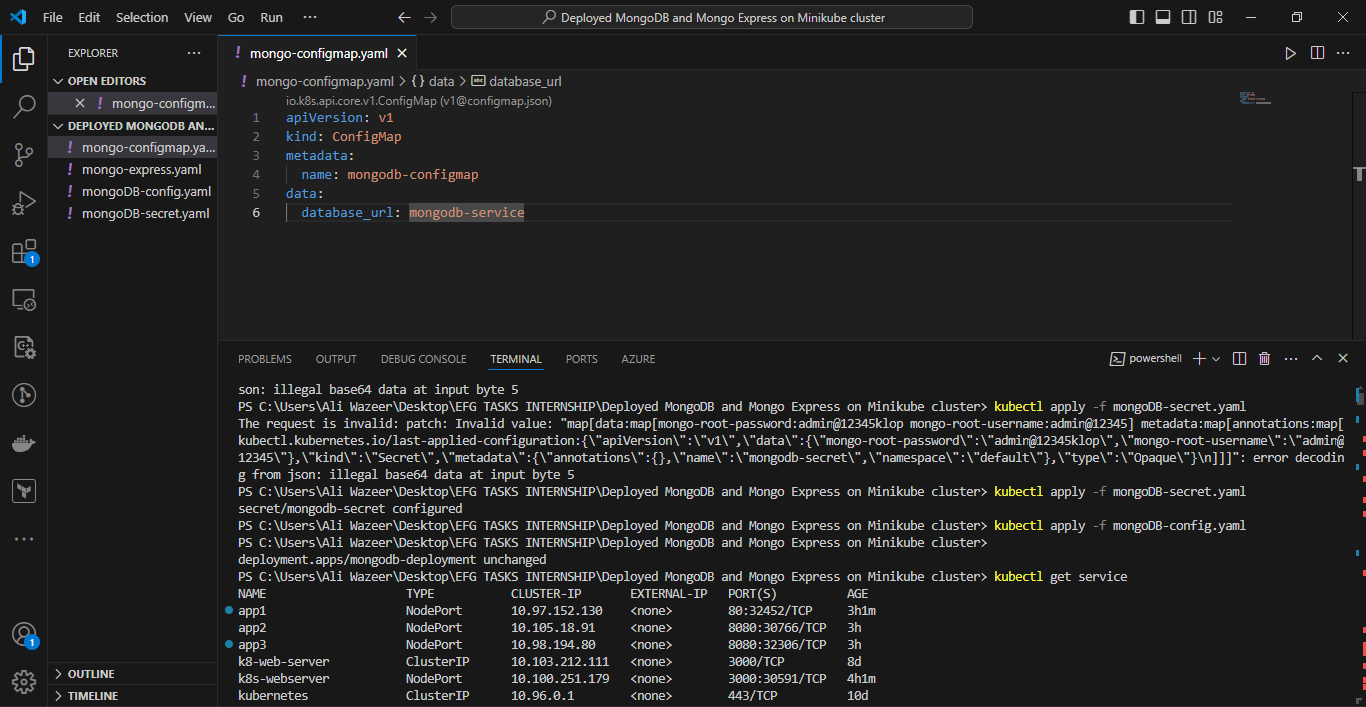 File Edit Selection View Go Run ··· Deployed MongoDB and Mongo Express on Minikube cluster
EXPLORER ···
OPEN EDITORS
! mongo-configm...
DEPLOYED MONGODB AN...
! mongo-configmap.ya...
! mongo-express.yaml
! mongoDB-config.yaml
! mongoDB-secret.yaml
OUTLINE
TIMELINE
1
1
! mongo-configmap.yaml
! mongo-configmap.yaml > {} data > abc database_url
io.k8s.api.core.v1.ConfigMap (v1@configmap.json)
1 apiVersion: v1
2 kind: ConfigMap
3 metadata:
4 name: mongodb-configmap
5 data:
6 database_url: mongodb-service
PROBLEMS OUTPUT DEBUG CONSOLE TERMINAL PORTS AZURE powershell
son: illegal base64 data at input byte 5
PS C:\Users\Ali Wazeer\Desktop\EFG TASKS INTERNSHIP\Deployed MongoDB and Mongo Express on Minikube cluster> kubectl apply -f mongoDB-secret.yaml
The request is invalid: patch: Invalid value: "map[data:map[mongo-root-password:admin@12345klop mongo-root-username:admin@12345] metadata:map[annotations:map[
kubectl.kubernetes.io/last-applied-configuration:{\"apiVersion\":\"v1\",\"data\":{\"mongo-root-password\":\"admin@12345klop\",\"mongo-root-username\":\"admin@
12345\"},\"kind\":\"Secret\",\"metadata\":{\"annotations\":{},\"name\":\"mongodb-secret\",\"namespace\":\"default\"},\"type\":\"Opaque\"}\n]]]": error decodin
g from json: illegal base64 data at input byte 5
PS C:\Users\Ali Wazeer\Desktop\EFG TASKS INTERNSHIP\Deployed MongoDB and Mongo Express on Minikube cluster> kubectl apply -f mongoDB-secret.yaml
secret/mongodb-secret configured
PS C:\Users\Ali Wazeer\Desktop\EFG TASKS INTERNSHIP\Deployed MongoDB and Mongo Express on Minikube cluster> kubectl apply -f mongoDB-config.yaml
PS C:\Users\Ali Wazeer\Desktop\EFG TASKS INTERNSHIP\Deployed MongoDB and Mongo Express on Minikube cluster>
deployment.apps/mongodb-deployment unchanged
PS C:\Users\Ali Wazeer\Desktop\EFG TASKS INTERNSHIP\Deployed MongoDB and Mongo Express on Minikube cluster> kubectl get service
NAME TYPE CLUSTER-IP EXTERNAL-IP PORT(S) AGE
app1 NodePort 10.97.152.130 <none> 80:32452/TCP 3h1m
app2 NodePort 10.105.18.91 <none> 8080:30766/TCP 3h
app3 NodePort 10.98.194.80 <none> 8080:32306/TCP 3h
k8-web-server ClusterIP 10.103.212.111 <none> 3000/TCP 8d
k8s-webserver NodePort 10.100.251.179 <none> 3000:30591/TCP 4h1m
kubernetes ClusterIP 10.96.0.1 <none> 443/TCP 10d